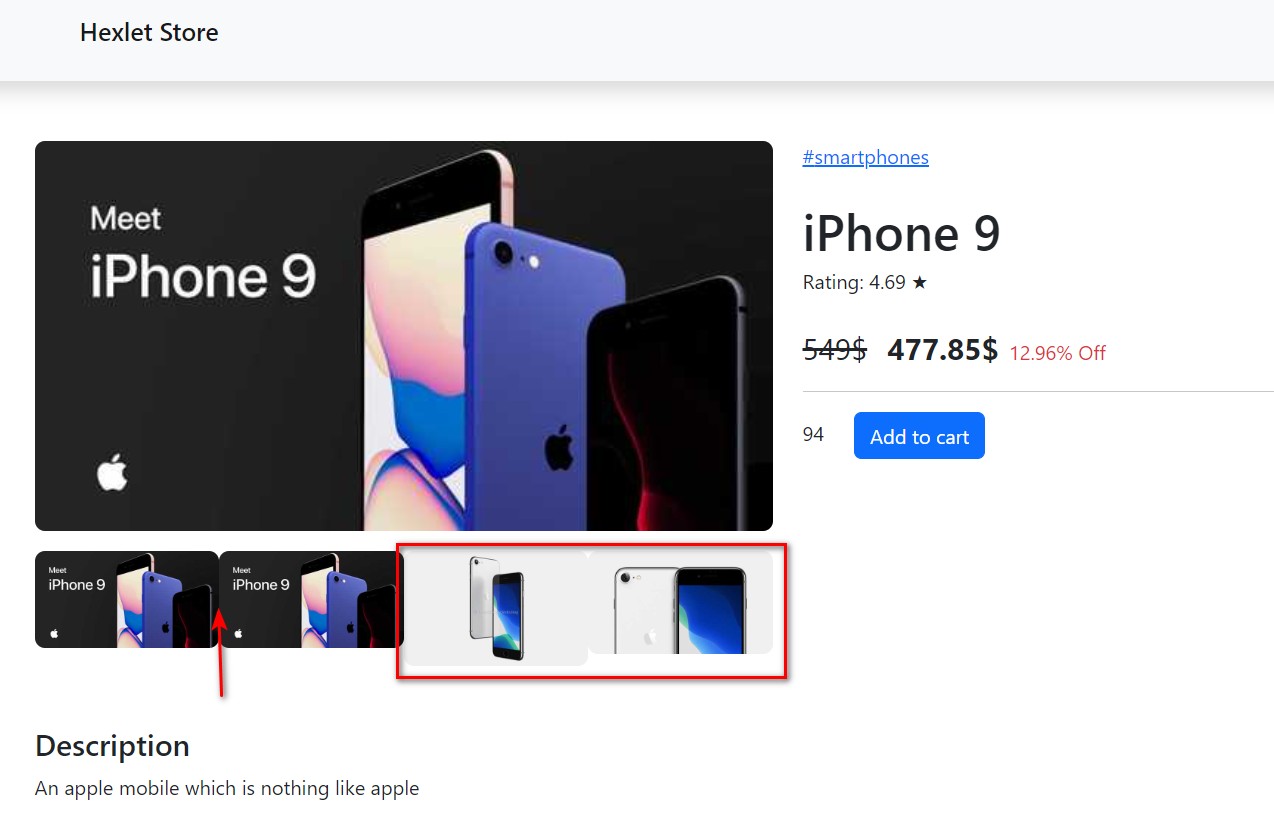 Hexlet Store
Meet
iPhone 9
#smartphones
iPhone 9
Rating: 4.69 ★
549$ 477.85$ 12.96% Off
94 Add to cart
Meet
iPhone 9
Meet
iPhone 9
Description
An apple mobile which is nothing like apple